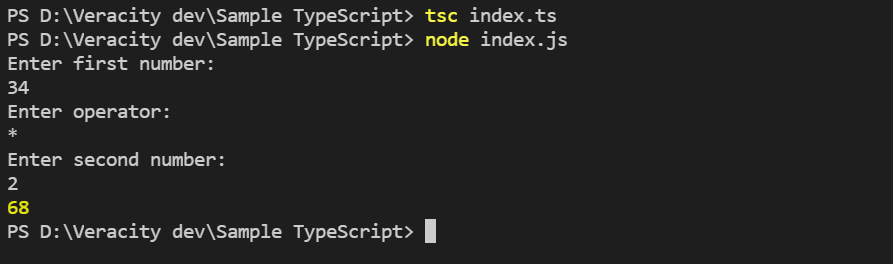 PS D:\Veracity dev\Sample TypeScript> tsc index.ts
PS D:\Veracity dev\Sample TypeScript> node index.js
Enter first number:
34
Enter operator:
*
Enter second number:
2
68
PS D:\Veracity dev\Sample TypeScript>